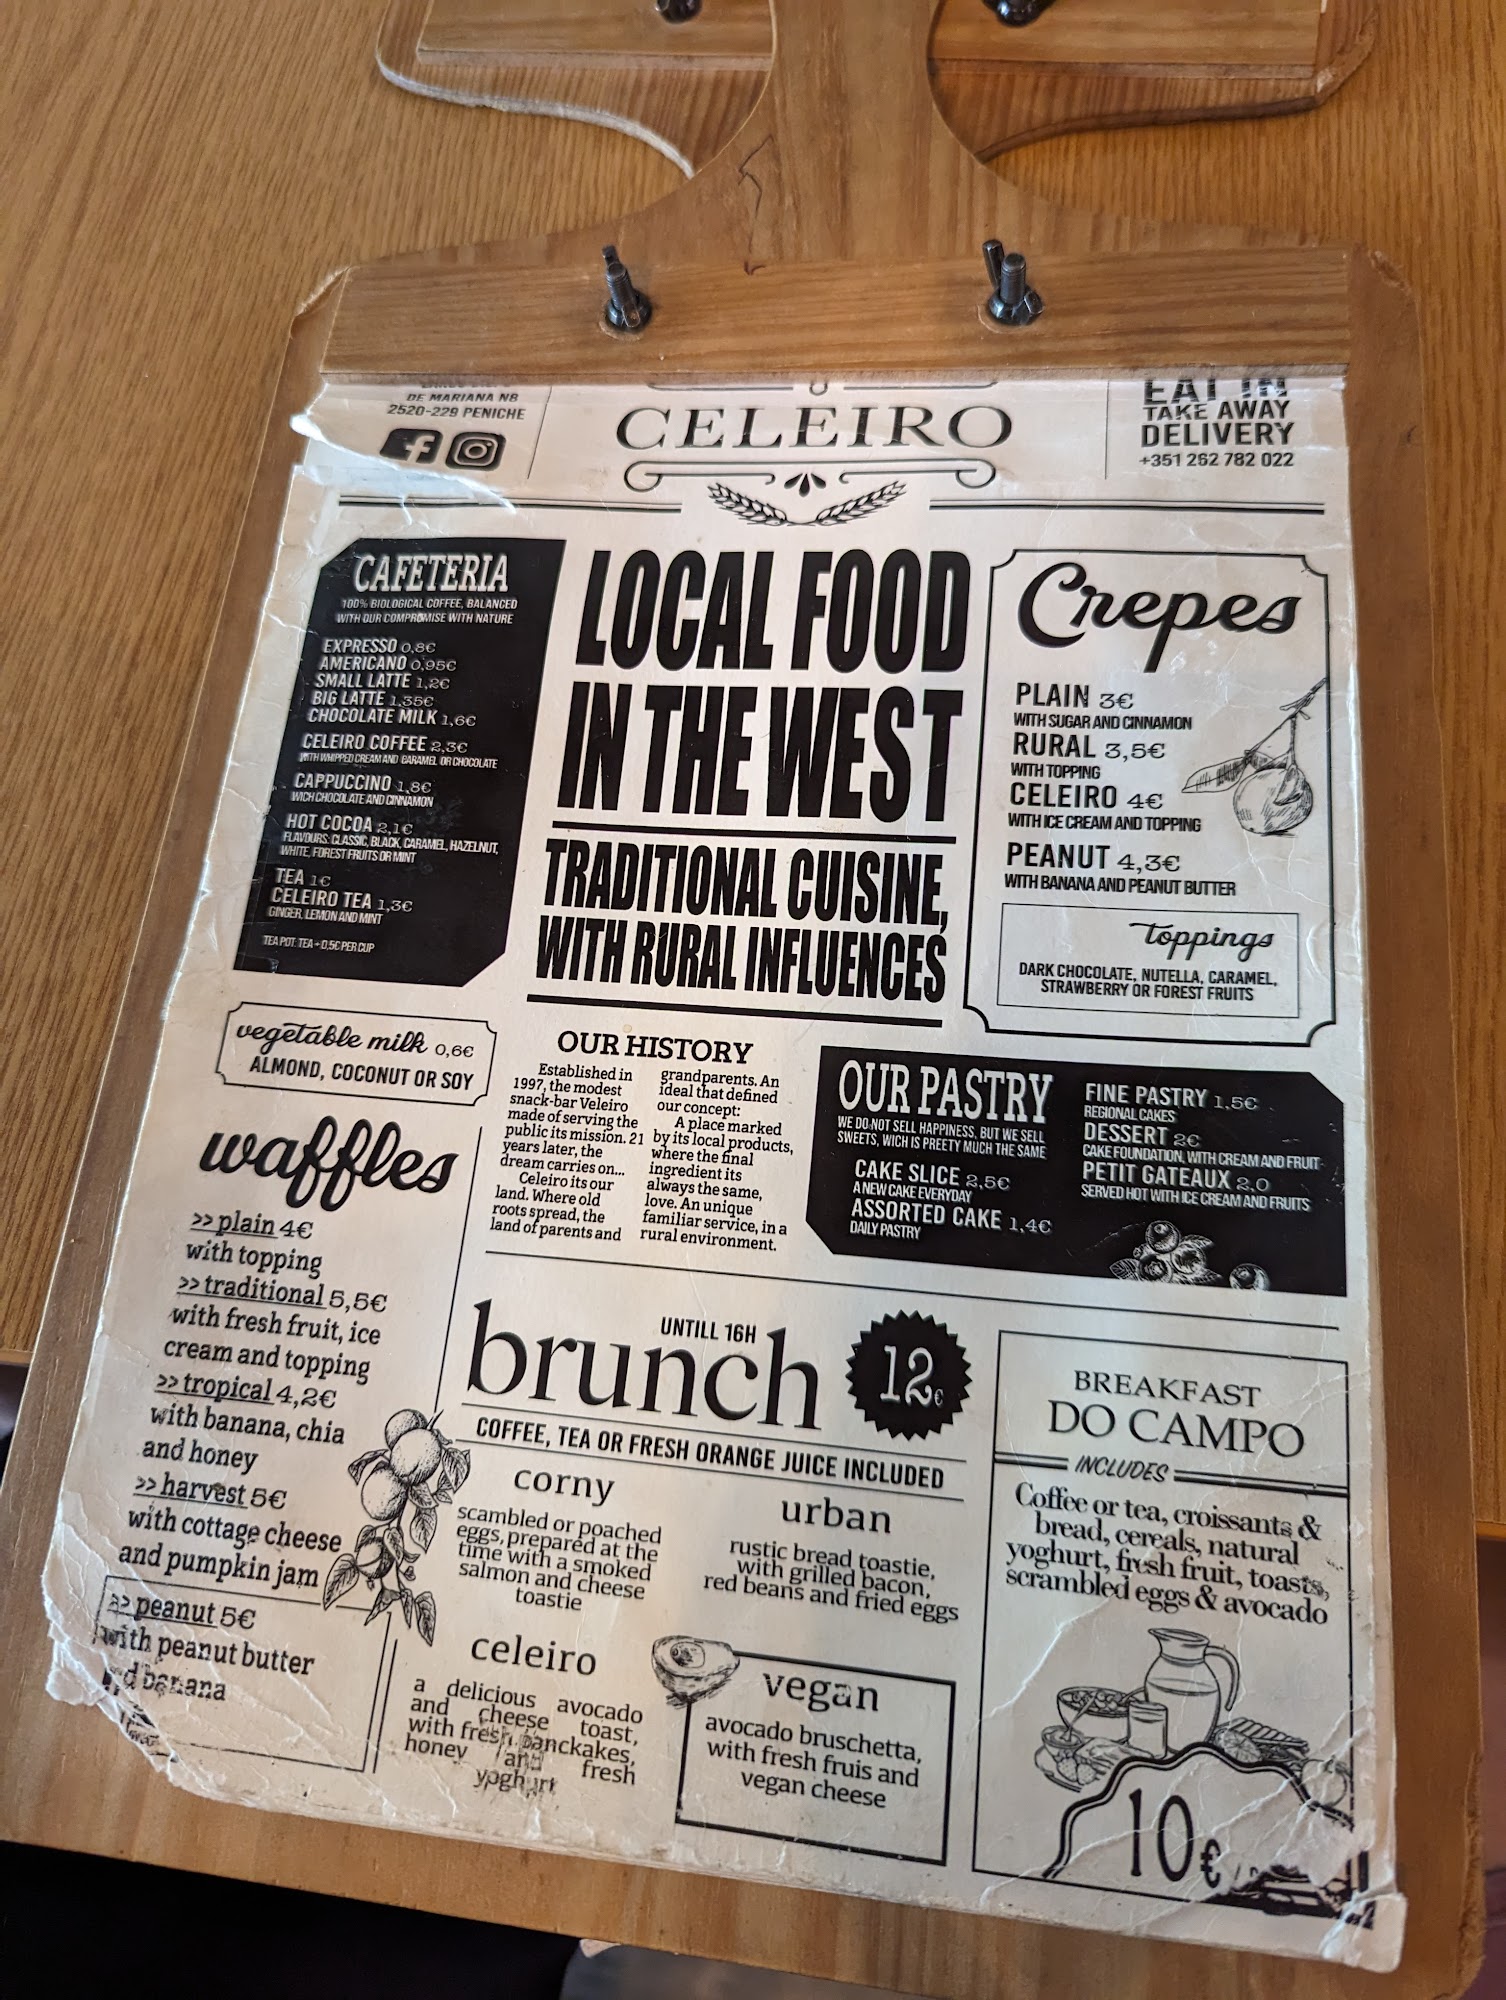 DE MARIANA N8
2520-229 PENICHE
f
CELEIRO
EAT IN
TAKE AWAY
DELIVERY
+351 262 782 022
CAFETERIA
100% BIOLOGICAL COFFEE, BALANCED
WITH OUR COMPROMISE WITH NATURE
EXPRESSO 0,8€
AMERICANO 0,95€
SMALL LATTE 1,2€
BIG LATTE 1,35€
CHOCOLATE MILK 1,6€
CELEIRO COFFEE 2,3€
WITH WHIPPED CREAM AND CARAMEL OR CHOCOLATE
CAPPUCCINO 1,8€
WICH CHOCOLATE AND CINNAMON
HOT COCOA 2,1€
FLAVOURS: CLASSIC, BLACK, CARAMEL, HAZELNUT,
WHITE, FOREST FRUITS OR MINT
TEA 1€
CELEIRO TEA 1,3€
GINGER, LEMON AND MINT
TEA POT: TEA + 0,5€ PER CUP
vegetable milk 0,6€
ALMOND, COCONUT OR SOY
LOCAL FOOD
IN THE WEST
TRADITIONAL CUISINE,
WITH RURAL INFLUENCES
Crepes
PLAIN 3€
WITH SUGAR AND CINNAMON
RURAL 3,5€
WITH TOPPING
CELEIRO 4€
WITH ICE CREAM AND TOPPING
PEANUT 4,3€
WITH BANANA AND PEANUT BUTTER
toppings
DARK CHOCOLATE, NUTELLA, CARAMEL,
STRAWBERRY OR FOREST FRUITS
OUR HISTORY
Established in
1997, the modest
snack-bar Veleiro
made of serving the
public its mission. 21
years later, the
dream carries on...
Celeiro its our
land. Where old
roots spread, the
land of parents and
grandparents. An
ideal that defined
our concept:
A place marked
by its local products,
where the final
ingredient its
always the same,
love. An unique
familiar service, in a
rural environment.
OUR PASTRY
WE DO NOT SELL HAPPINESS, BUT WE SELL
SWEETS, WICH IS PREETY MUCH THE SAME
CAKE SLICE 2,5€
A NEW CAKE EVERYDAY
ASSORTED CAKE 1,4€
DAILY PASTRY
FINE PASTRY 1,5€
REGIONAL CAKES
DESSERT 2€
CAKE FOUNDATION, WITH CREAM AND FRUIT
PETIT GATEAUX 2,0
SERVED HOT WITH ICE CREAM AND FRUITS
waffles
>> plain 4€
with topping
>> traditional 5,5€
with fresh fruit, ice
cream and topping
>> tropical 4,2€
with banana, chia
and honey
>> harvest 5€
with cottage cheese
and pumpkin jam
>> peanut 5€
with peanut butter
and banana
UNTILL 16H
brunch
12€
COFFEE, TEA OR FRESH ORANGE JUICE INCLUDED
corny
scambled or poached
eggs, prepared at the
time with a smoked
salmon and cheese
toastie
urban
rustic bread toastie,
with grilled bacon,
red beans and fried eggs
celeiro
a delicious avocado
and cheese toast,
with fresh panckakes,
honey and fresh
yoghurt
vegan
avocado bruschetta,
with fresh fruis and
vegan cheese
BREAKFAST
DO CAMPO
INCLUDES
Coffee or tea, croissants &
bread, cereals, natural
yoghurt, fresh fruit, toasts,
scrambled eggs & avocado
10€